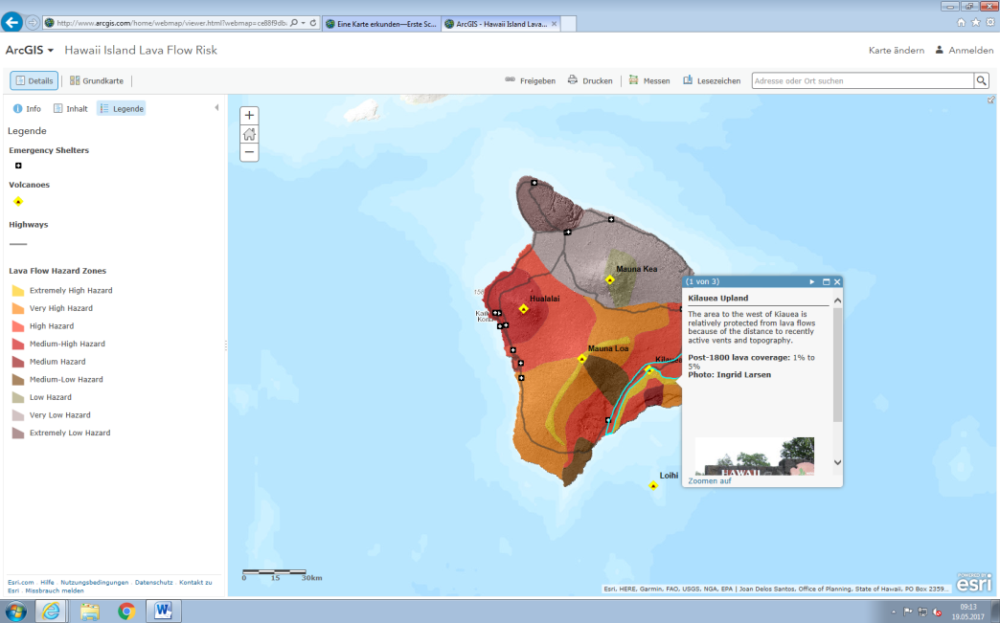 http://www.arcgis.com/home/webmap/viewer.html?webmap=ce88f9db
Eine Karte erkunden—Erste Sc...
ArcGIS - Hawaii Island Lava...
ArcGIS
Hawaii Island Lava Flow Risk
Karte ändern
Anmelden
Details
Grundkarte
Freigeben
Drucken
Messen
Lesezeichen
Adresse oder Ort suchen
Info
Inhalt
Legende
Legende
Emergency Shelters
Volcanoes
Highways
Lava Flow Hazard Zones
Extremely High Hazard
Very High Hazard
High Hazard
Medium-High Hazard
Medium Hazard
Medium-Low Hazard
Low Hazard
Very Low Hazard
Extremely Low Hazard
Mauna Kea
Hualalai
Mauna Loa
Loihi
(1 von 3)
Kilauea Upland
The area to the west of Kiauea is
relatively protected from lava flows
because of the distance to recently
active vents and topography.
Post-1800 lava coverage: 1% to
5%
Photo: Ingrid Larsen
HAWAII
Zoomen auf
0 15 30km
Esri.com . Hilfe . Nutzungsbedingungen . Datenschutz . Kontakt zu
Esri . Missbrauch melden
Esri, HERE, Garmin, FAO, USGS, NGA, EPA | Joan Delos Santos, Office of Planning, State of Hawaii, PO Box 2359...
POWERED BY
esri
09:13
19.05.2017